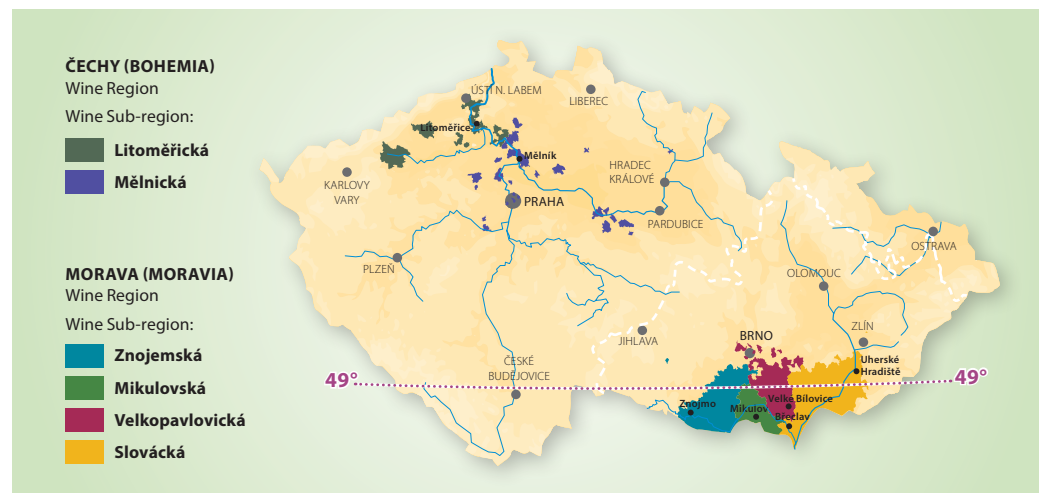 ČECHY (BOHEMIA)
Wine Region
Wine Sub-region:
Litoměřická
Mělnická
MORAVA (MORAVIA)
Wine Region
Wine Sub-region:
Znojemská
Mikulovská
Velkopavlovická
Slovácká
ÚSTÍ N. LABEM
LIBEREC
Litoměřice
Mělník
KARLOVY
VARY
HRADEC
KRÁLOVÉ
PRAHA
PARDUBICE
PLZEŇ
OSTRAVA
OLOMOUC
JIHLAVA
BRNO
ZLÍN
ČESKÉ
BUDĚJOVICE
Uherské
Hradiště
49°
49°
Znojmo
Mikulov
Velké Bílovice
Břeclav